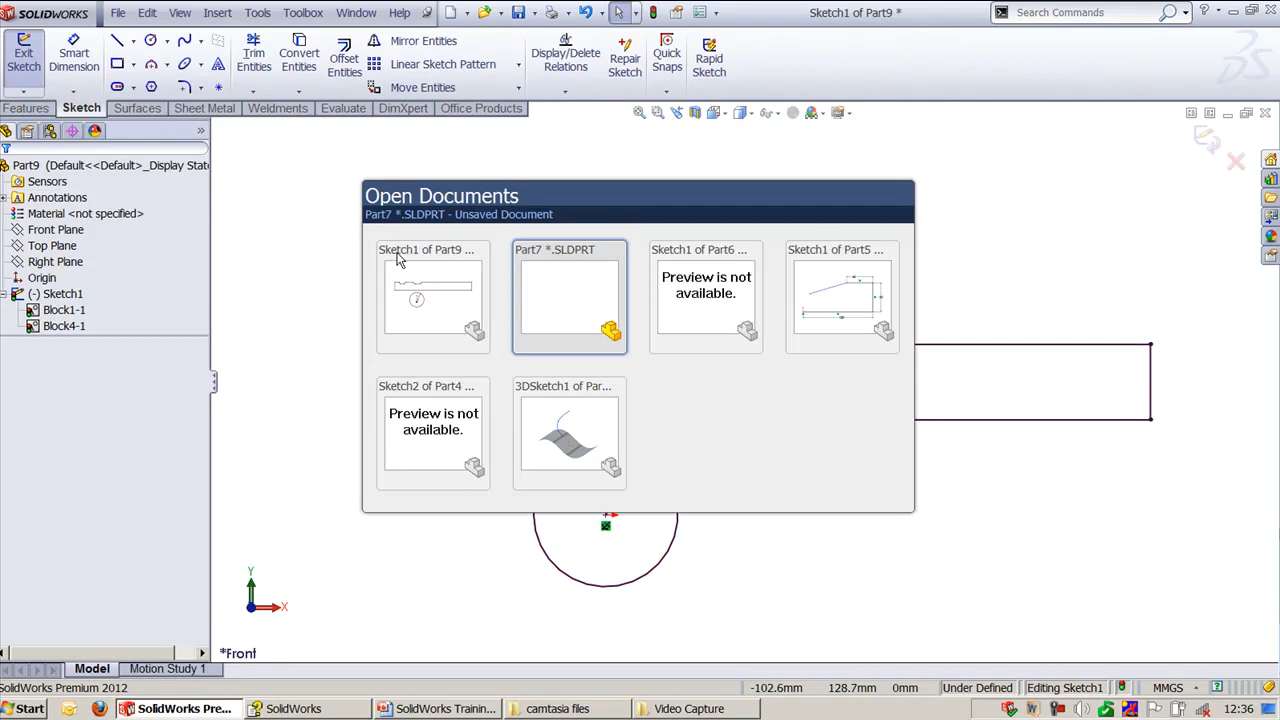 SOLIDWORKS File Edit View Insert Tools Toolbox Window Help Sketch1 of Part9 * Search Commands
Exit Sketch
Smart Dimension
Trim Entities
Convert Entities
Offset Entities
Mirror Entities
Linear Sketch Pattern
Move Entities
Display/Delete Relations
Repair Sketch
Quick Snaps
Rapid Sketch
Features Sketch Surfaces Sheet Metal Weldments Evaluate DimXpert Office Products
Part9 (Default<<Default>_Display State
Sensors
Annotations
Material <not specified>
Front Plane
Top Plane
Right Plane
Origin
(-) Sketch1
Block1-1
Block4-1
Open Documents
Part7 *.SLDPRT - Unsaved Document
Sketch1 of Part9 ... Part7 *.SLDPRT Sketch1 of Part6 ... Sketch1 of Part5 ...
Preview is not available.
Sketch2 of Part4 ... 3DSketch1 of Par...
Preview is not available.
Y
X
*Front
Model Motion Study 1
SolidWorks Premium 2012 -102.6mm 128.7mm 0mm Under Defined Editing Sketch1 MMGS
Start SolidWorks Pre... SolidWorks SolidWorks Trainin... camtasia files Video Capture 12:36